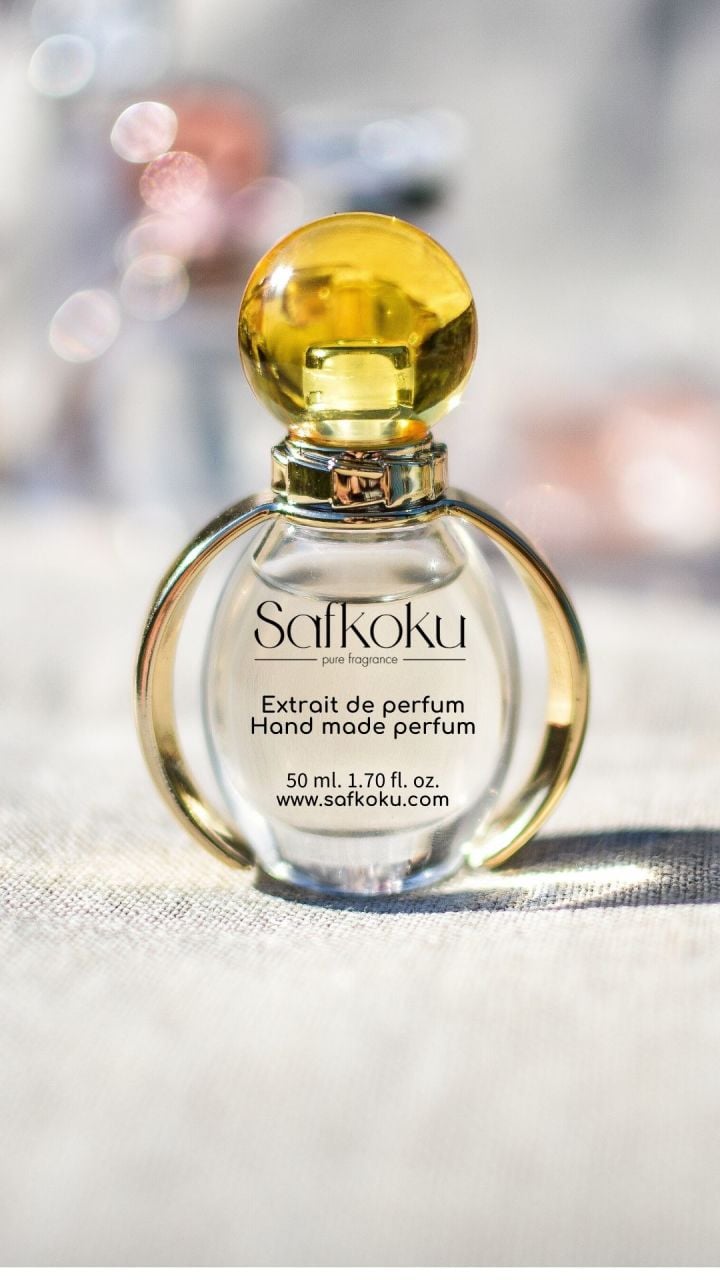 Safkoku
pure fragrance
Extrait de perfum
Hand made perfum
50 ml. 1.70 fl. oz.
www.safkoku.com